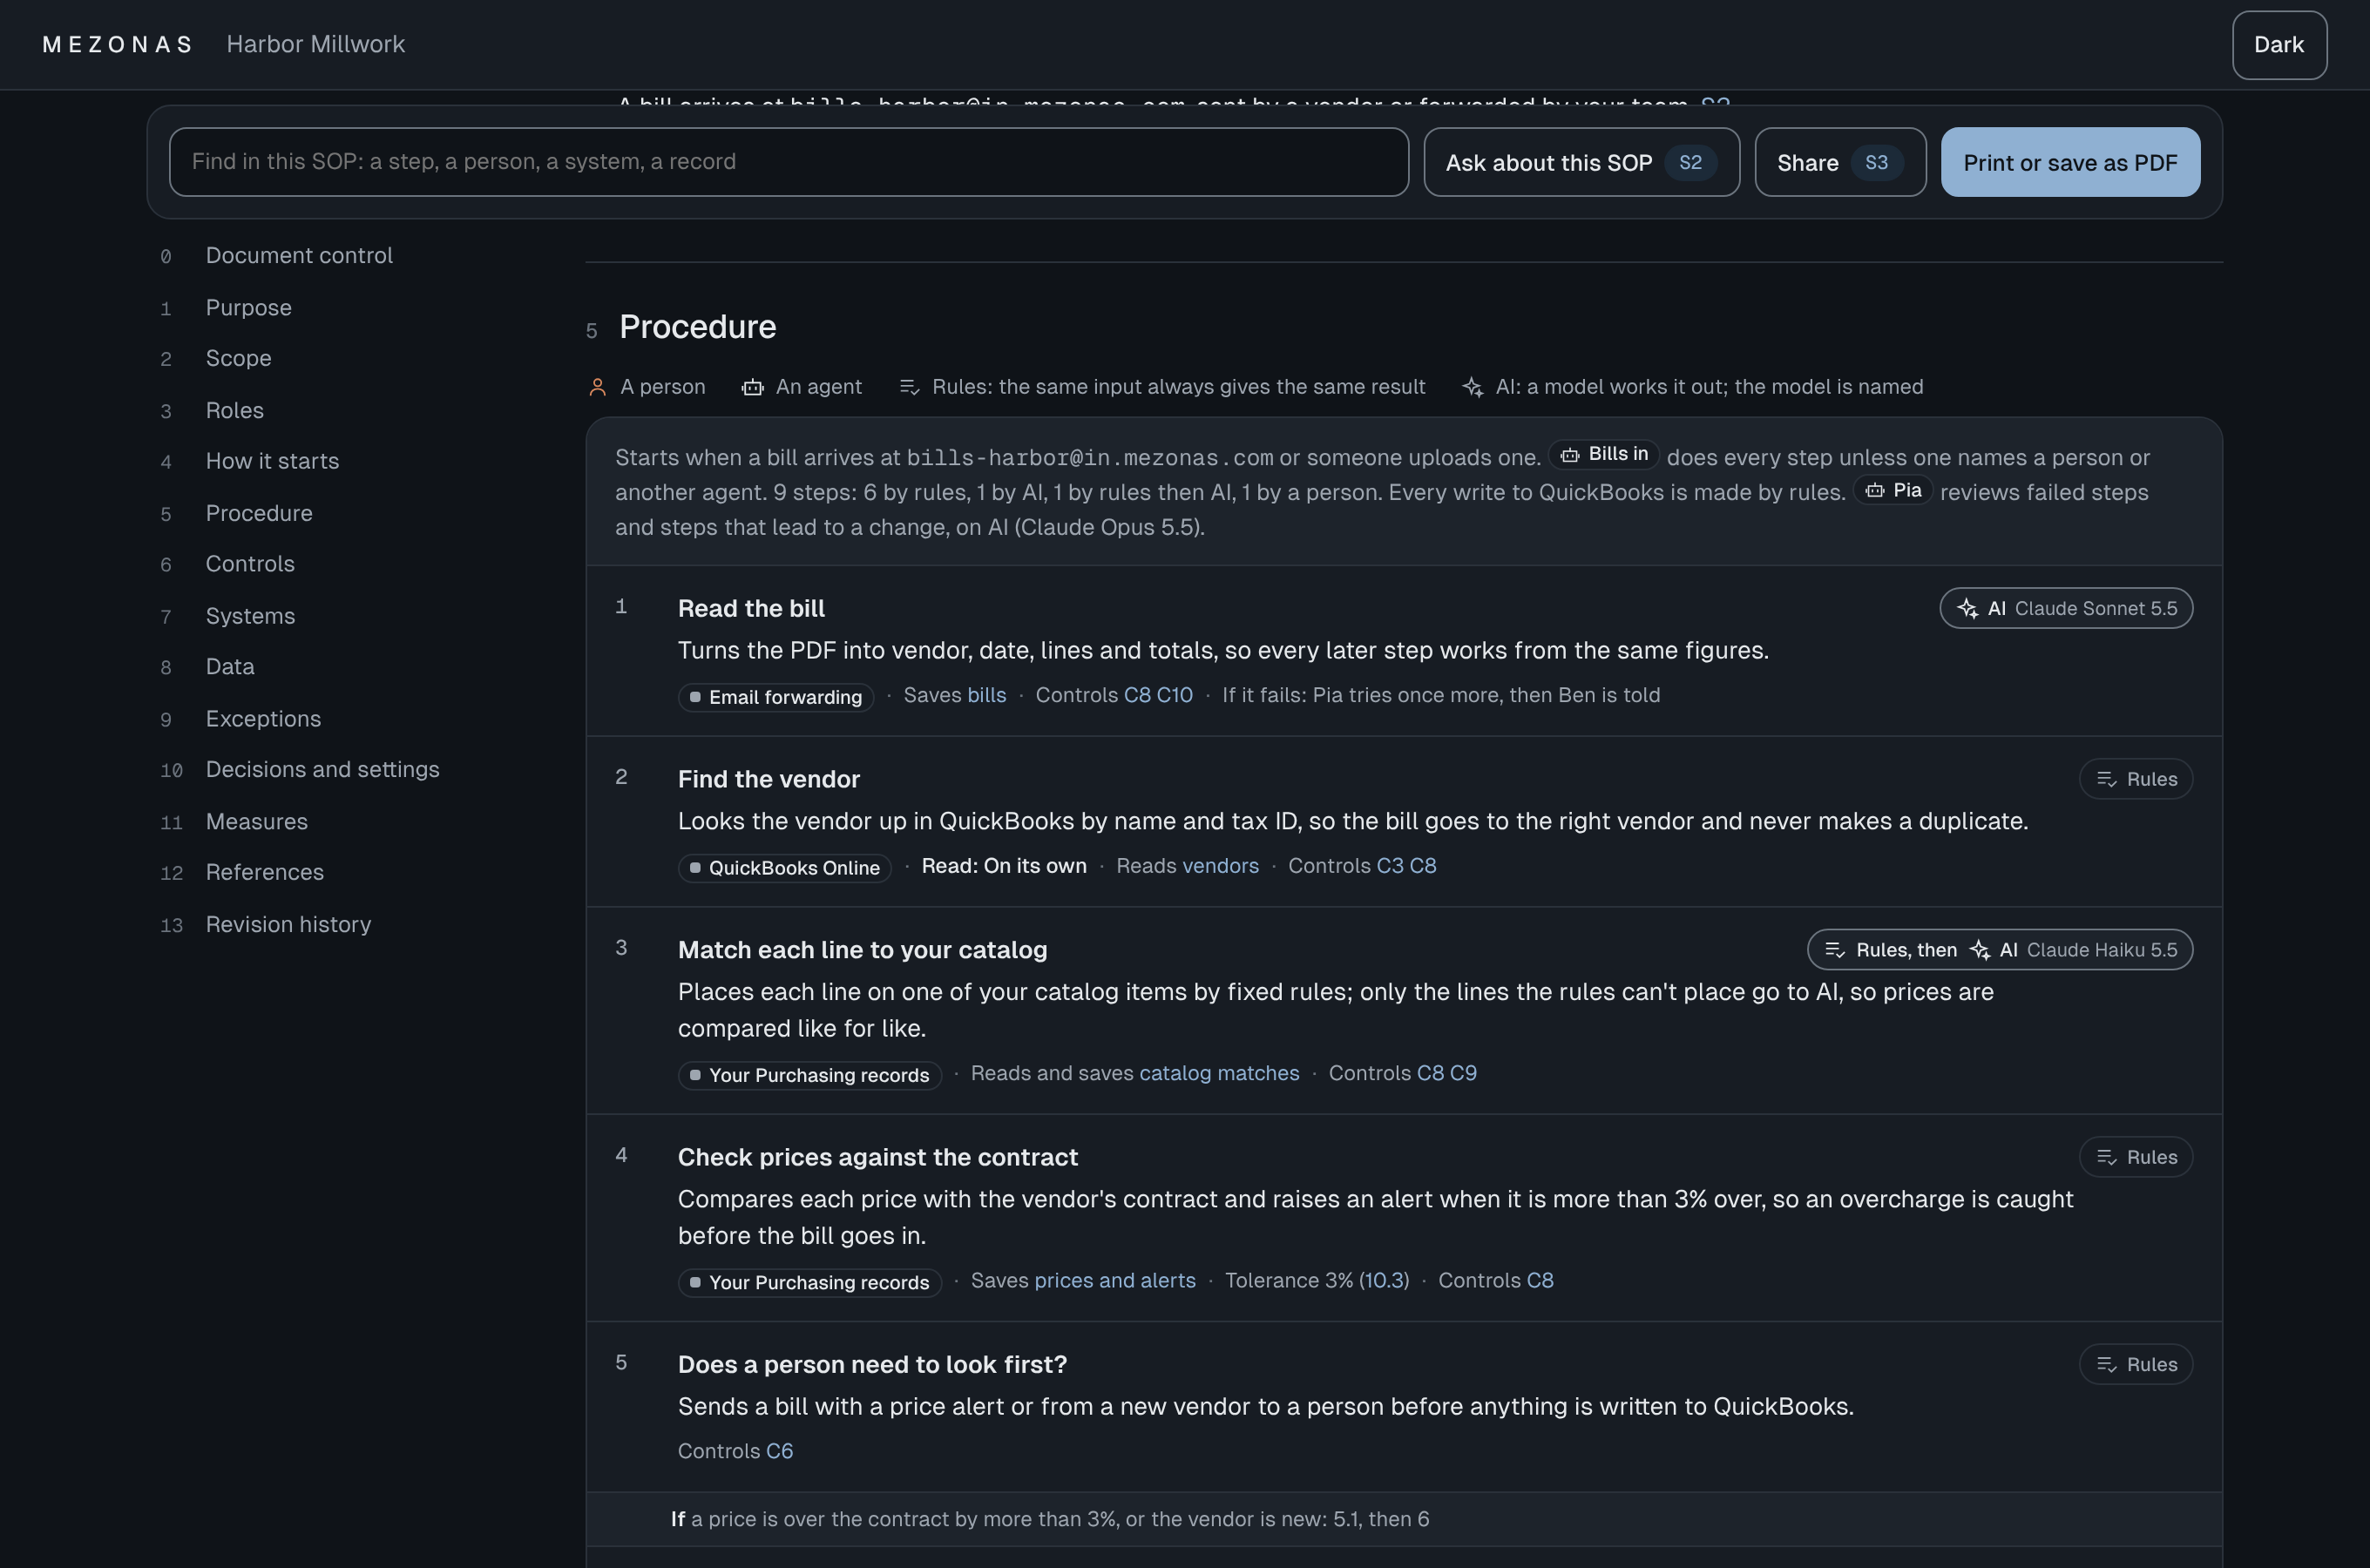 MEZONAS Harbor Millwork Dark
A bill arrives at bills-harbor@in.mezonas.com sent by a vendor or forwarded by your team. S2
Find in this SOP: a step, a person, a system, a record
Ask about this SOP S2
Share S3
Print or save as PDF
0 Document control
1 Purpose
2 Scope
3 Roles
4 How it starts
5 Procedure
6 Controls
7 Systems
8 Data
9 Exceptions
10 Decisions and settings
11 Measures
12 References
13 Revision history
5 Procedure
A person An agent Rules: the same input always gives the same result AI: a model works it out; the model is named
Starts when a bill arrives at bills-harbor@in.mezonas.com or someone uploads one. Bills in does every step unless one names a person or
another agent. 9 steps: 6 by rules, 1 by AI, 1 by rules then AI, 1 by a person. Every write to QuickBooks is made by rules. Pia reviews failed steps
and steps that lead to a change, on AI (Claude Opus 5.5).
1 Read the bill AI Claude Sonnet 5.5
Turns the PDF into vendor, date, lines and totals, so every later step works from the same figures.
Email forwarding · Saves bills · Controls C8 C10 · If it fails: Pia tries once more, then Ben is told
2 Find the vendor Rules
Looks the vendor up in QuickBooks by name and tax ID, so the bill goes to the right vendor and never makes a duplicate.
QuickBooks Online · Read: On its own · Reads vendors · Controls C3 C8
3 Match each line to your catalog Rules, then AI Claude Haiku 5.5
Places each line on one of your catalog items by fixed rules; only the lines the rules can't place go to AI, so prices are
compared like for like.
Your Purchasing records · Reads and saves catalog matches · Controls C8 C9
4 Check prices against the contract Rules
Compares each price with the vendor's contract and raises an alert when it is more than 3% over, so an overcharge is caught
before the bill goes in.
Your Purchasing records · Saves prices and alerts · Tolerance 3% (10.3) · Controls C8
5 Does a person need to look first? Rules
Sends a bill with a price alert or from a new vendor to a person before anything is written to QuickBooks.
Controls C6
If a price is over the contract by more than 3%, or the vendor is new: 5.1, then 6